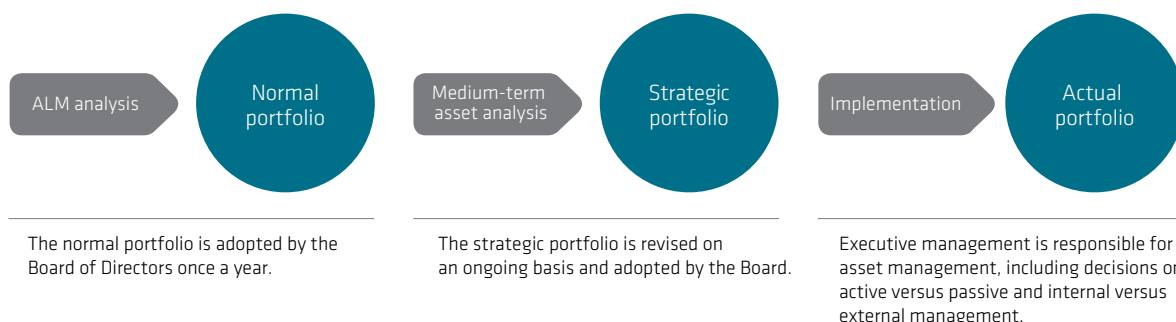 ALM analysis
Normal
portfolio
The normal portfolio is adopted by the
Board of Directors once a year.
Medium-term
asset analysis
Strategic
portfolio
The strategic portfolio is revised on
an ongoing basis and adopted by the Board.
Implementation
Actual
portfolio
Executive management is responsible for
asset management, including decisions
active versus passive and internal versus
external management.